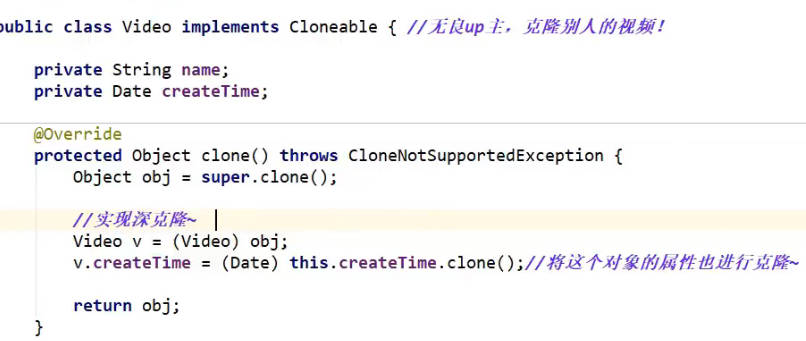 public class Video implements Cloneable { //无良up主，克隆别人的视频！
private String name;
private Date createTime;
@Override
protected Object clone() throws CloneNotSupportedException {
Object obj = super.clone();
//实现深克隆~
Video v = (Video) obj;
v.createTime = (Date) this.createTime.clone();//将这个对象的属性也进行克隆~
return obj;
}